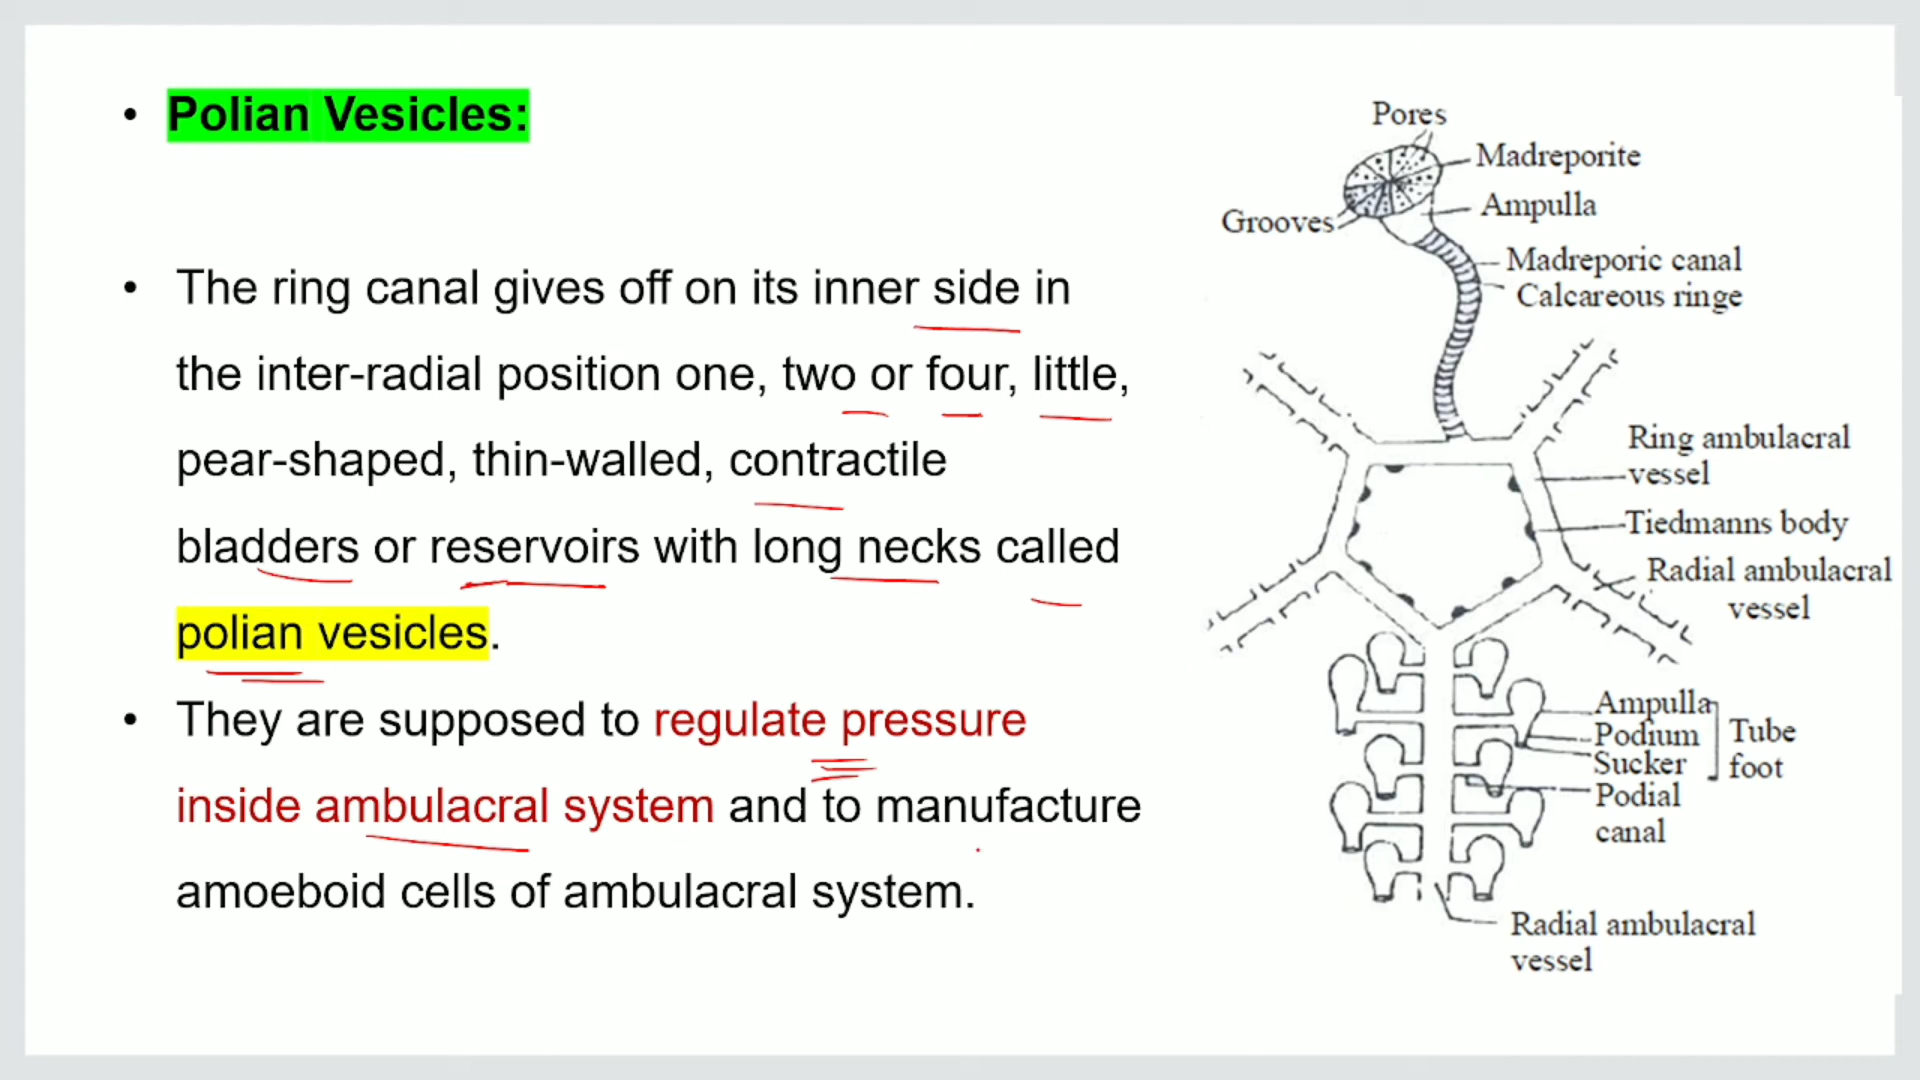 • Polian Vesicles:
• The ring canal gives off on its inner side in
the inter-radial position one, two or four, little,
pear-shaped, thin-walled, contractile
bladders or reservoirs with long necks called
polian vesicles.
• They are supposed to regulate pressure
inside ambulacral system and to manufacture
amoeboid cells of ambulacral system.
Pores
Madreporite
Ampulla
Grooves
Madreporic canal
Calcareous ringe
Ring ambulacral
vessel
Tiedmanns body
Radial ambulacral
vessel
Ampulla
Podium
Sucker
Tube
foot
Podial
canal
Radial ambulacral
vessel